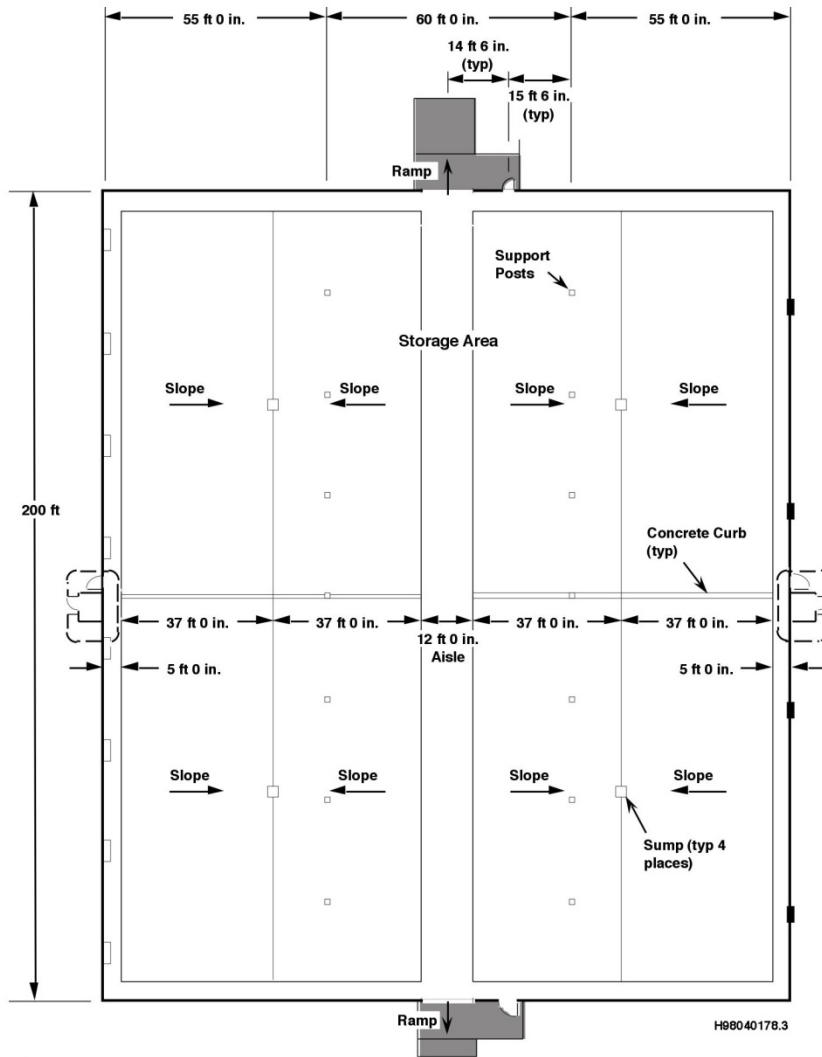 55 ft 0 in.
60 ft 0 in.
55 ft 0 in.
14 ft 6 in.
(typ)
15 ft 6 in.
(typ)
Ramp
Support
Posts
Storage Area
Slope
Slope
Slope
Slope
200 ft
Concrete Curb
(typ)
37 ft 0 in.
37 ft 0 in.
12 ft 0 in.
Aisle
37 ft 0 in.
37 ft 0 in.
5 ft 0 in.
5 ft 0 in.
Slope
Slope
Slope
Slope
Sump (typ 4
places)
Ramp
H98040178.3